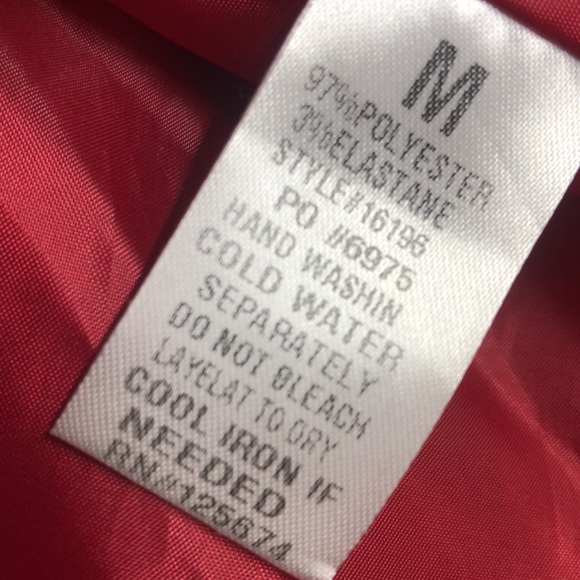 M
97%POLYESTER
3%ELASTANE
STYLE#16196
PO #6975
HAND WASHIN
COLD WATER
SEPARATELY
DO NOT BLEACH
LAYELAT TO DRY
COOL IRON IF
NEEDED
RN#125674